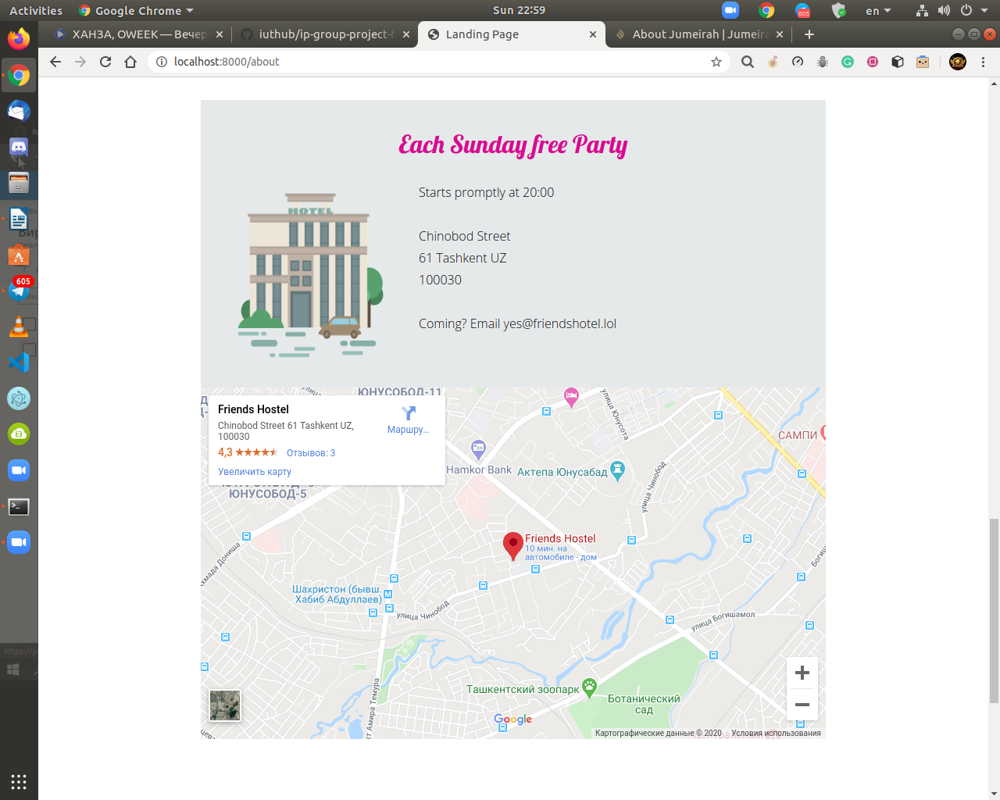 Activities
Google Chrome
Sun 22:59
605
en
ХАНЗА, OWEEK — Вечер
iuthub/ip-group-project-f
Landing Page
About Jumeirah | Jumeira
localhost:8000/about
605
Each Sunday free Party
HOTEL
Starts promptly at 20:00
Chinobod Street
61 Tashkent UZ
100030
Coming? Email yes@friendshotel.lol
Friends Hostel
Chinobod Street 61 Tashkent UZ,
100030
4,3
Отзывов: 3
Увеличить карту
Маршру...
ЮНУСОБОД-11
ЮНУСОБОД-5
улица Юнусота
САМПИ
Hamkor Bank
Актепа Юнусабад
улица Чинобод
Friends Hostel
10 мин. на
автомобиле - дом
Шахристон (бывш.
Хабиб Абдуллаев)
M
улица Чинобод
улица Богишамол
Ташкентский зоопарк
Ботанический
сад
Google
Картографические данные © 2020
Условия использования